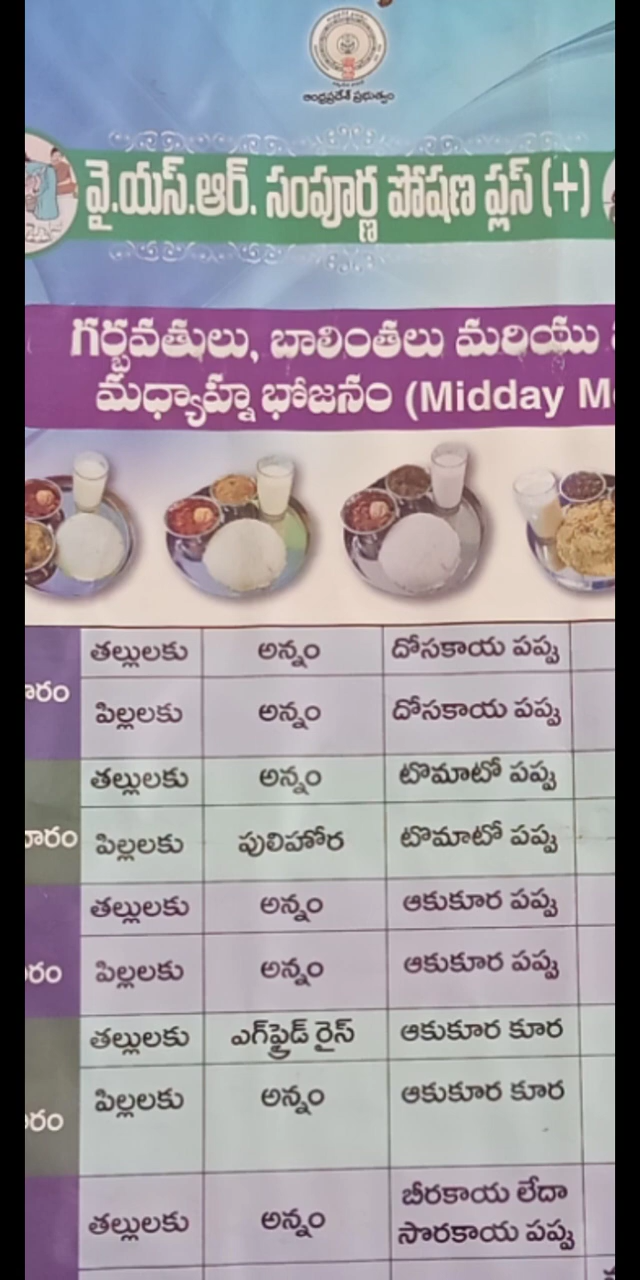 ఆంధ్రప్రదేశ్ ప్రభుత్వం
వై.యస్.ఆర్. సంపూర్ణ పోషణ ప్లస్ (+)
గర్భవతులు, బాలింతలు మరియు
మధ్యాహ్న భోజనం (Midday M
తల్లులకు అన్నం దోసకాయ పప్పు
పిల్లలకు అన్నం దోసకాయ పప్పు
తల్లులకు అన్నం టొమాటో పప్పు
పిల్లలకు పులిహోర టొమాటో పప్పు
తల్లులకు అన్నం ఆకుకూర పప్పు
పిల్లలకు అన్నం ఆకుకూర పప్పు
తల్లులకు ఎగ్‌ఫ్రైడ్ రైస్ ఆకుకూర కూర
పిల్లలకు అన్నం ఆకుకూర కూర
తల్లులకు అన్నం బీరకాయ లేదా
సొరకాయ పప్పు